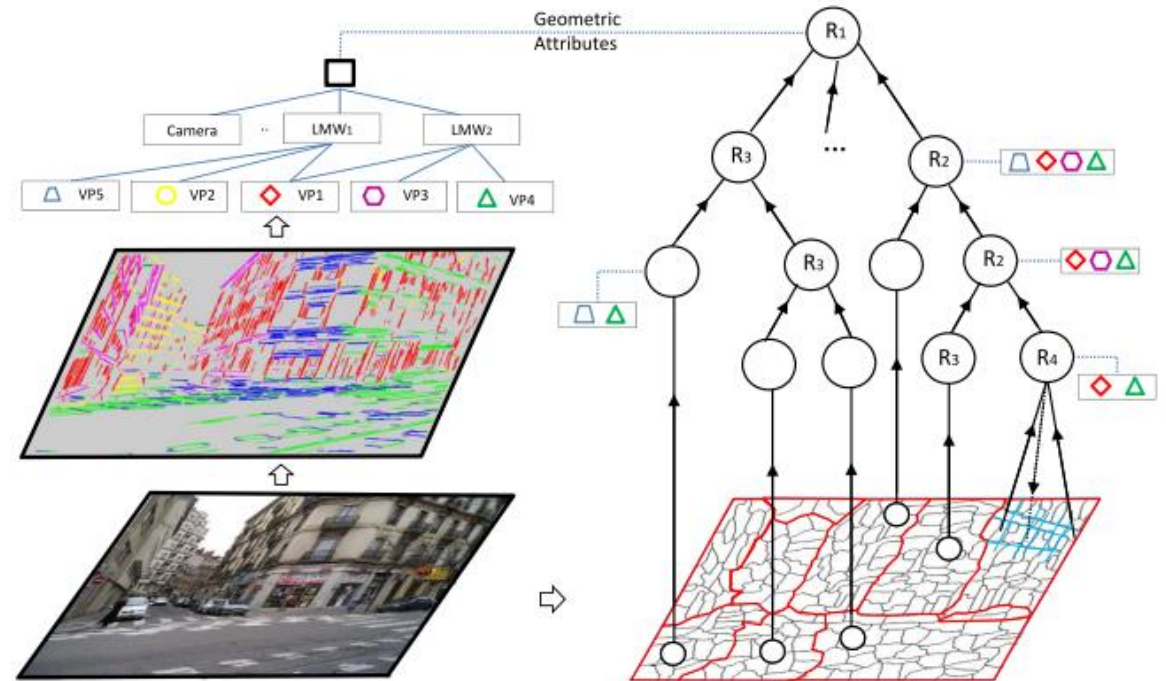 Geometric
Attributes
R1
Camera
..
LMW1
LMW2
R3
...
R2
VP5
VP2
VP1
VP3
VP4
R3
R2
R3
R4